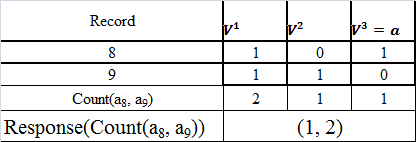 Record V¹ V² V³ = a
8 1 0 1
9 1 1 0
Count(a₈, a₉) 2 1 1
Response(Count(a₈, a₉)) (1, 2)